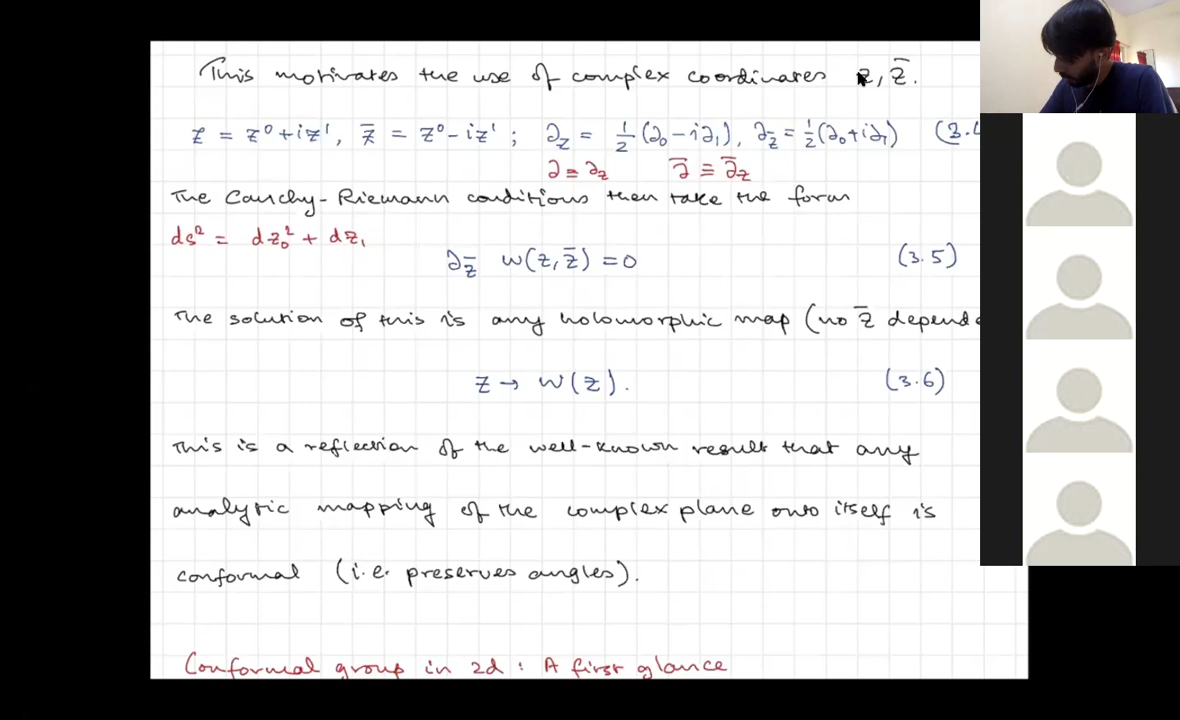 This motivates the use of complex coordinates z, z̄.
z = z⁰ + iz¹, z̄ = z⁰ - iz¹ ; ∂_z = 1/2 (∂₀ - i∂₁), ∂_z̄ = 1/2 (∂₀ + i∂₁) (3.4
∂ ≡ ∂_z ∂̄ ≡ ∂̄_z
The Cauchy-Riemann conditions then take the form
ds² = dz₀² + dz₁
∂_z̄ w(z, z̄) = 0 (3.5)
The solution of this is any holomorphic map (no z̄ depende
z → w(z). (3.6)
This is a reflection of the well-known result that any
analytic mapping of the complex plane onto itself is
conformal (i.e. preserves angles).
Conformal group in 2d : A first glance